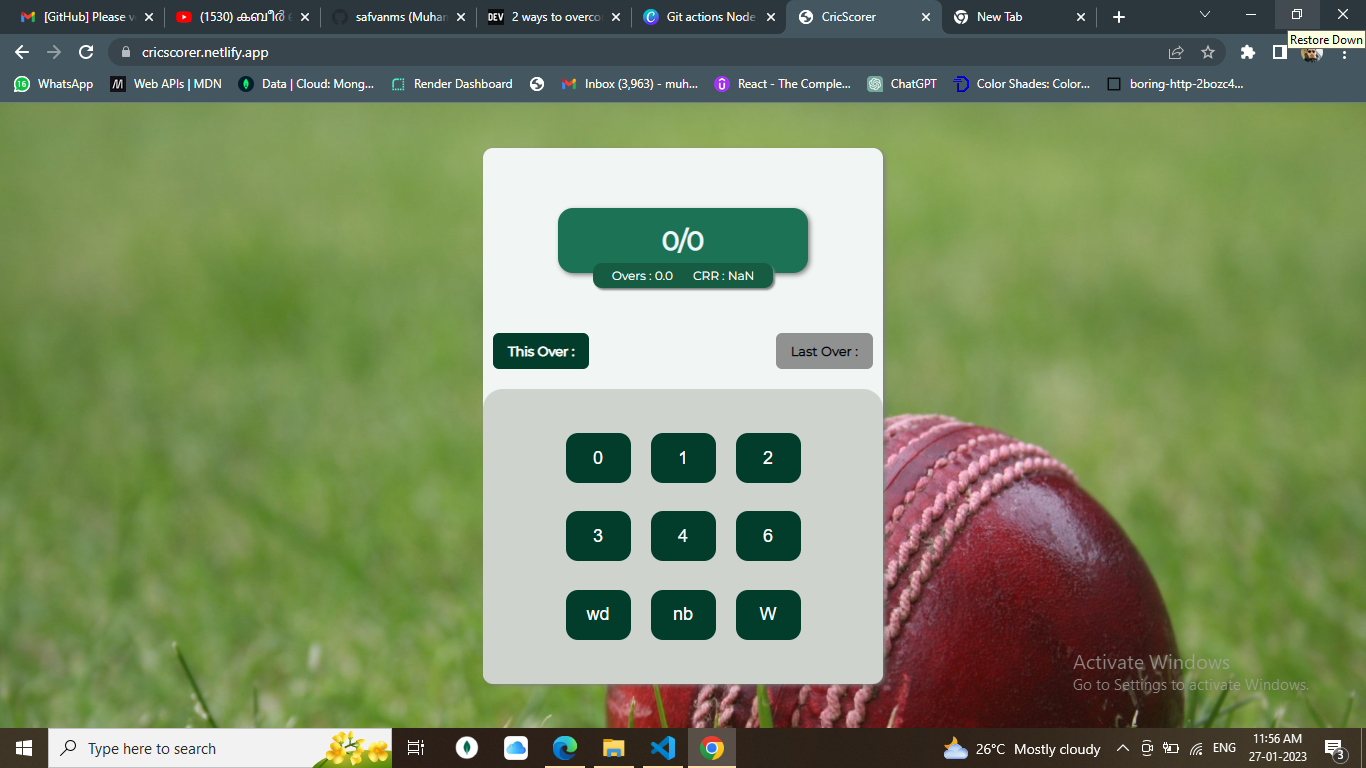 [GitHub] Please v
(1530) കബീർ
safvanms (Muhan
2 ways to overco
Git actions Node
CricScorer
New Tab
Restore Down
cricscorer.netlify.app
WhatsApp
Web APIs | MDN
Data | Cloud: Mong...
Render Dashboard
Inbox (3,963) - muh...
React - The Comple...
ChatGPT
Color Shades: Color...
boring-http-2bozc4...
0/0
Overs : 0.0 CRR : NaN
This Over :
Last Over :
0 1 2
3 4 6
wd nb W
Activate Windows
Go to Settings to activate Windows.
Type here to search
26°C Mostly cloudy
ENG
11:56 AM
27-01-2023
3